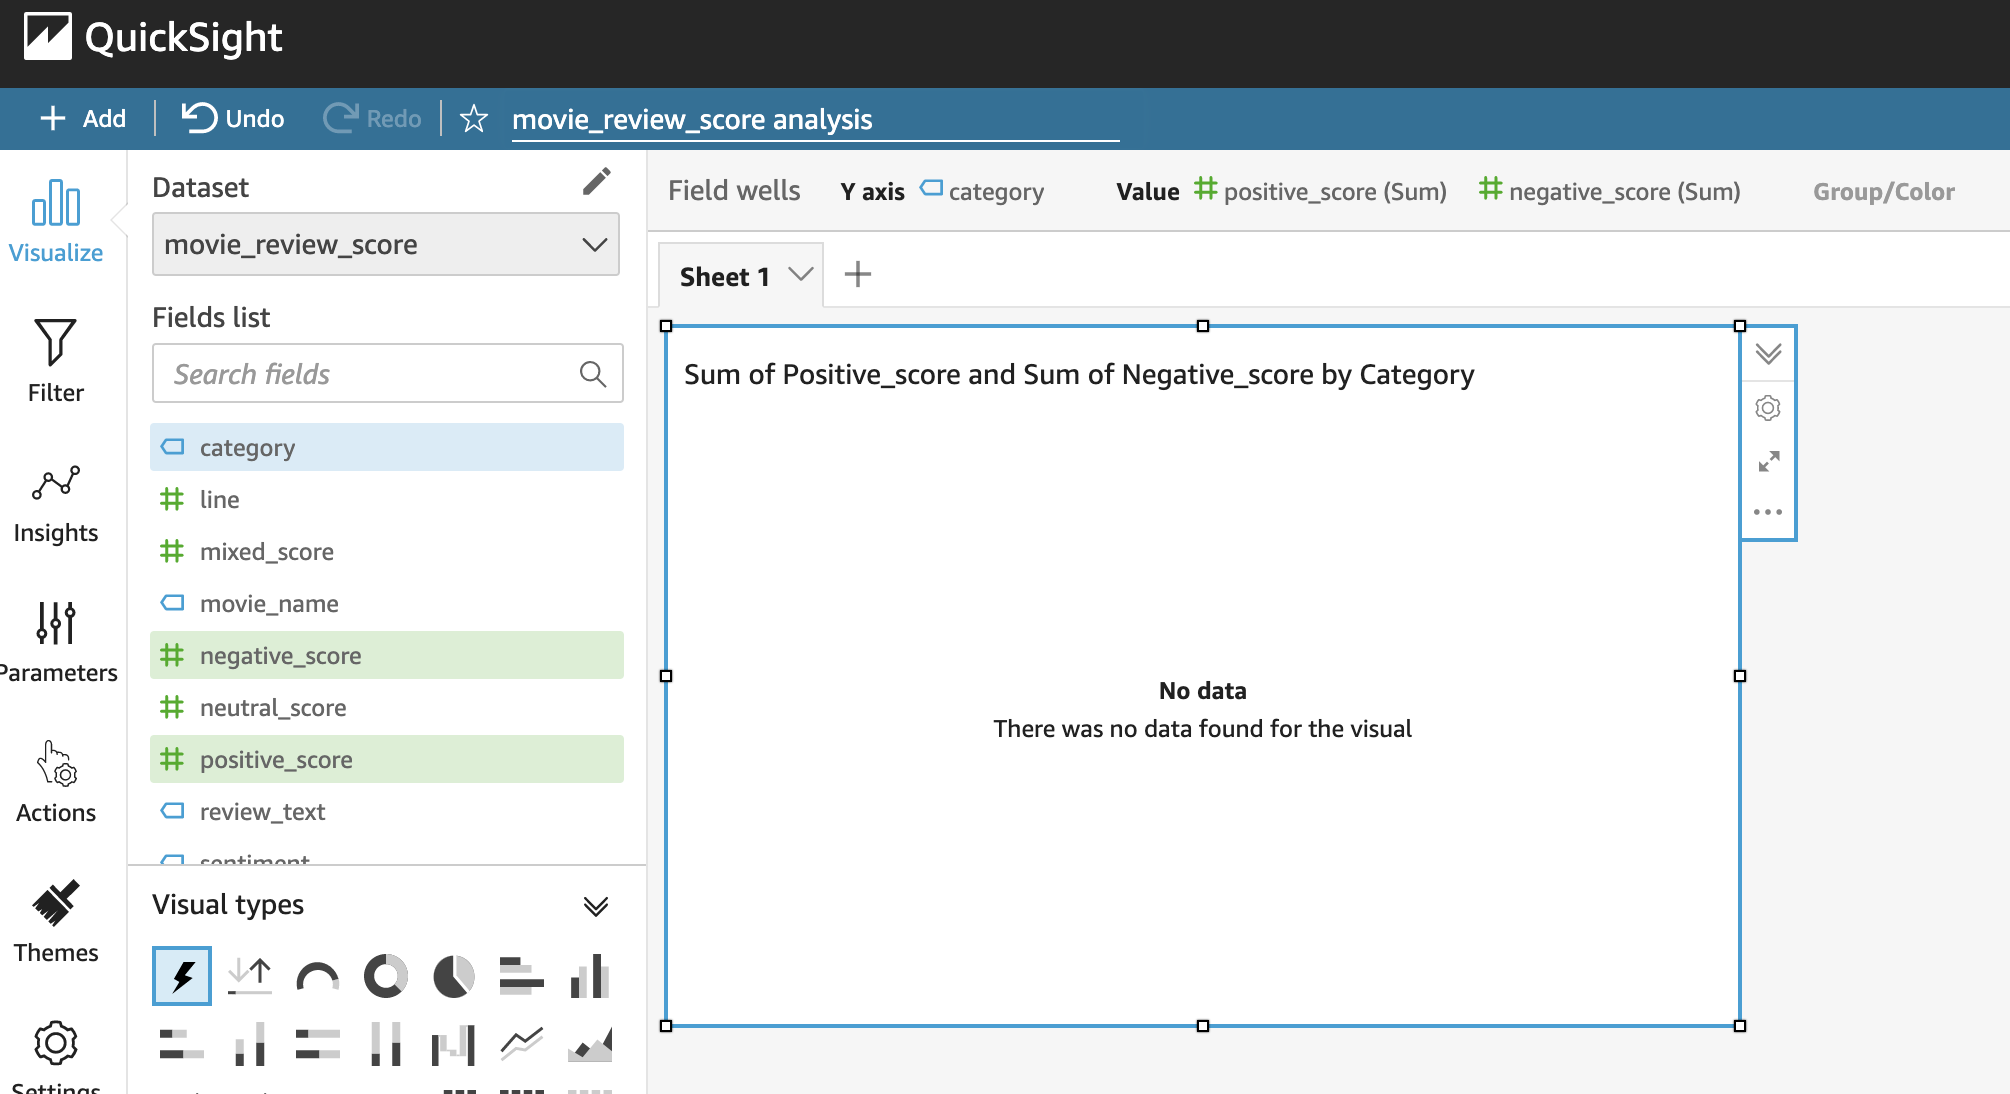 QuickSight
Add
Undo
Redo
movie_review_score analysis
Visualize
Filter
Insights
Parameters
Actions
Themes
Settings
Dataset
movie_review_score
Fields list
Search fields
category
line
mixed_score
movie_name
negative_score
neutral_score
positive_score
review_text
sentiment
Visual types
Field wells Y axis category Value positive_score (Sum) negative_score (Sum) Group/Color
Sheet 1
Sum of Positive_score and Sum of Negative_score by Category
No data
There was no data found for the visual